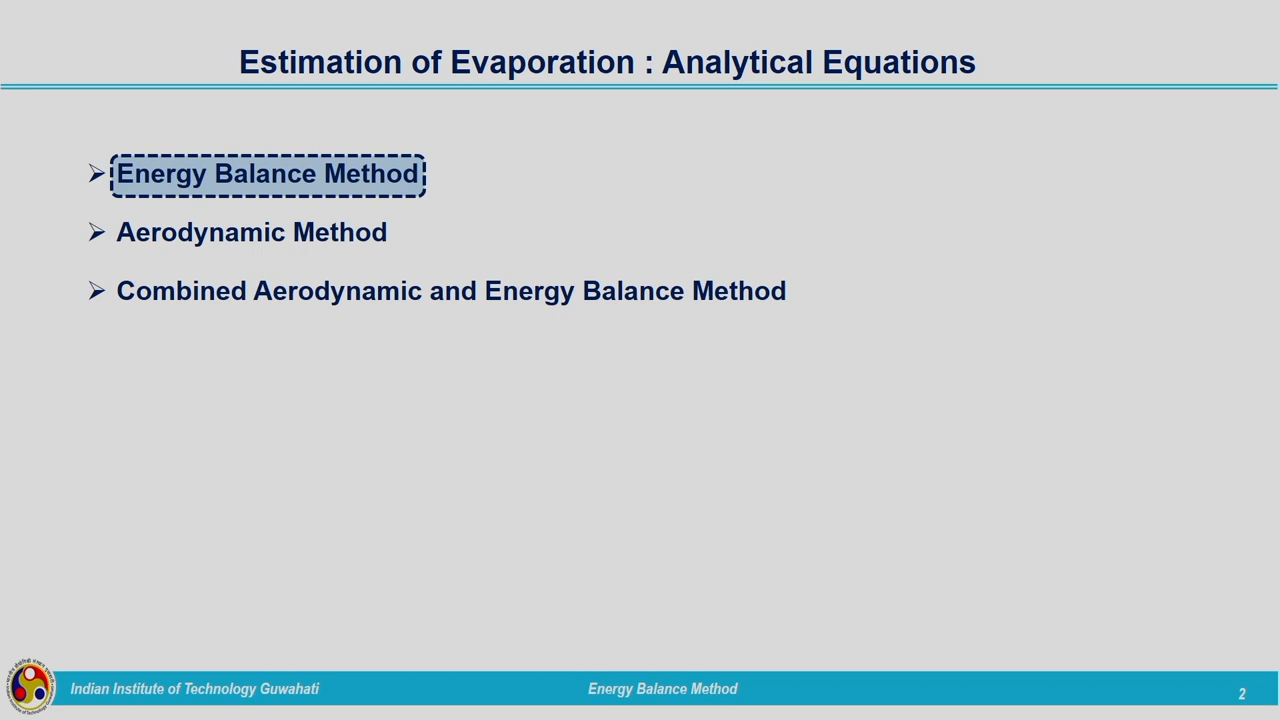 Estimation of Evaporation : Analytical Equations
➢ Energy Balance Method
➢ Aerodynamic Method
➢ Combined Aerodynamic and Energy Balance Method
Indian Institute of Technology Guwahati
Energy Balance Method
2